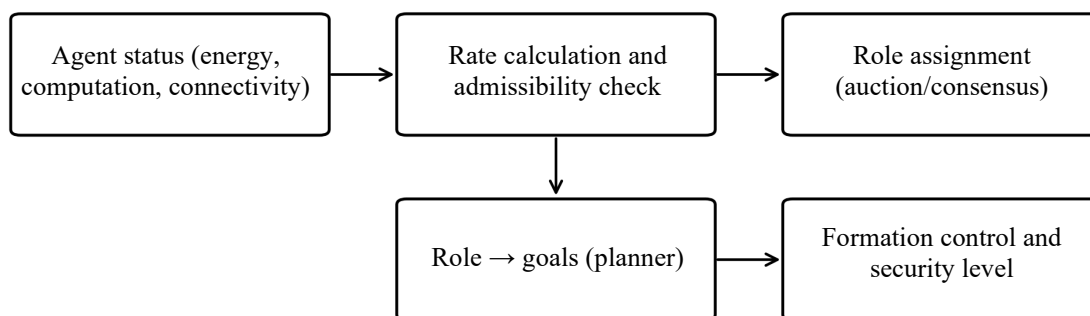 Agent status (energy,
computation, connectivity)
Rate calculation and
admissibility check
Role assignment
(auction/consensus)
Role → goals (planner)
Formation control and
security level